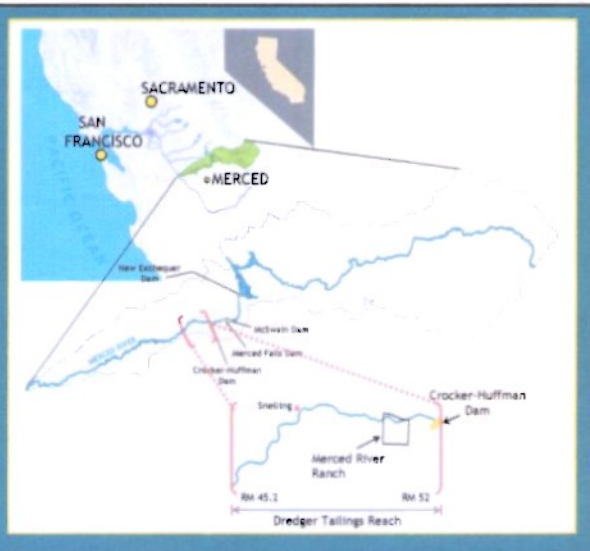 SACRAMENTO
SAN
FRANCISCO
MERCED
PACIFIC OCEAN
New Exchequer
Dam
McSwain Dam
MERCED RIVER
Merced Falls Dam
Crocker-Huffman
Dam
Crocker-Huffman
Dam
Snelling
Merced River
Ranch
RM 45.2
RM 52
Dredger Tailings Reach